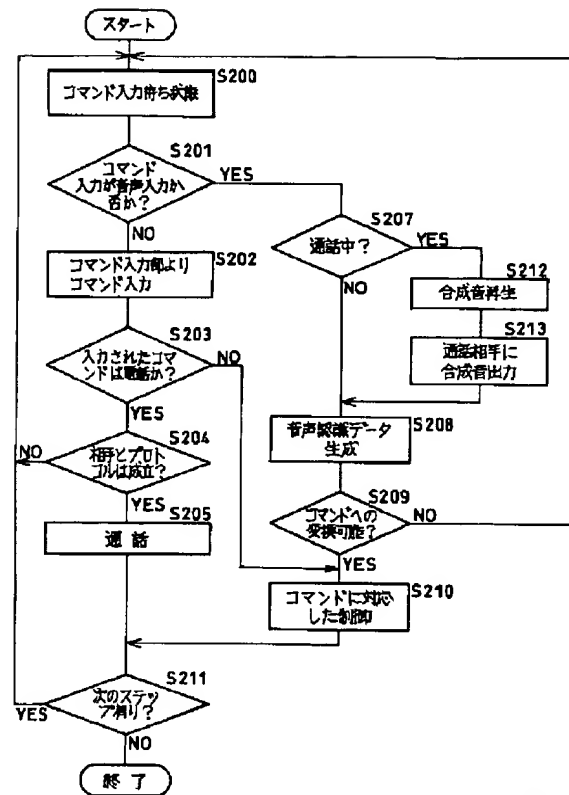 スタート
S200
コマンド入力待ち状態
S201
コマンド
入力が音声入力か
否か?
YES
NO
S207
通話中?
YES
NO
S202
コマンド入力部より
コマンド入力
S212
合成音再生
S213
通話相手に
合成音出力
S203
入力されたコマ
ンドは電話か?
NO
YES
S204
相手とプロト
コルは成立?
NO
YES
S208
音声認識データ
生成
S209
コマンドへの
変換可能?
NO
YES
S205
通話
S210
コマンドに対応
した制御
S211
次のステッ
プ有り?
YES
NO
終了